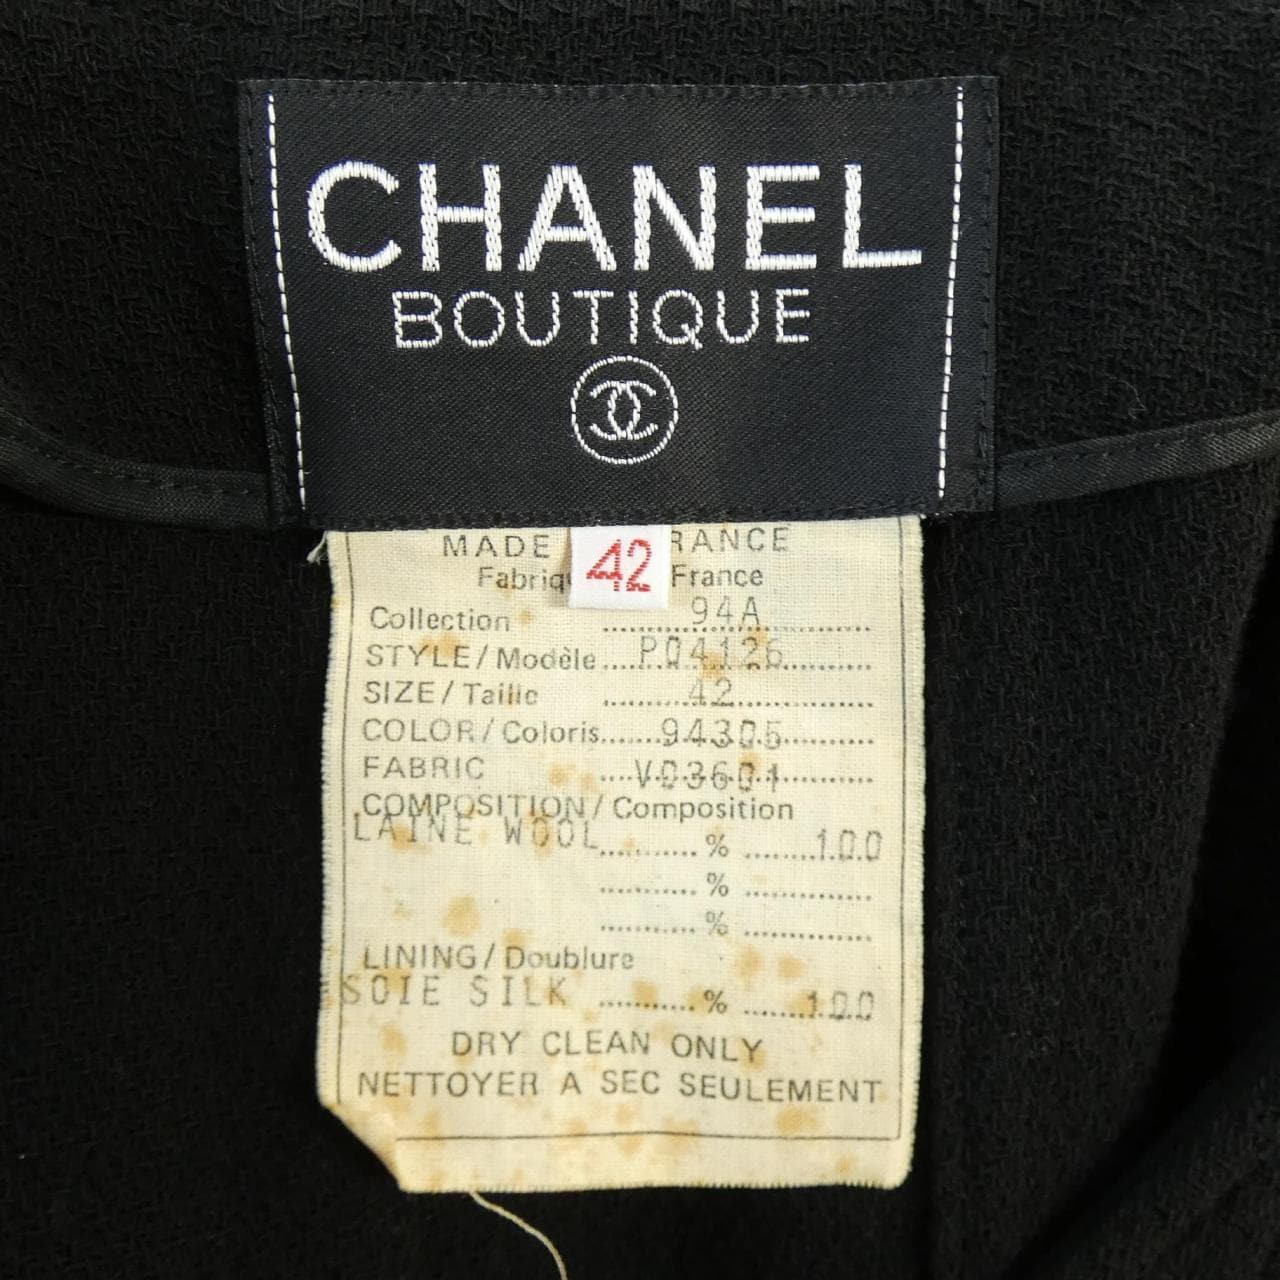 CHANEL
BOUTIQUE
MADE RANCE
42
Fabriq France
Collection 94A
STYLE/Modèle P04126
SIZE/Taille 42
COLOR/Coloris 94305
FABRIC V03601
COMPOSITION/Composition
LAINE WOOL % 100
%
%
LINING/Doublure
SOIE SILK % 100
DRY CLEAN ONLY
NETTOYER A SEC SEULEMENT